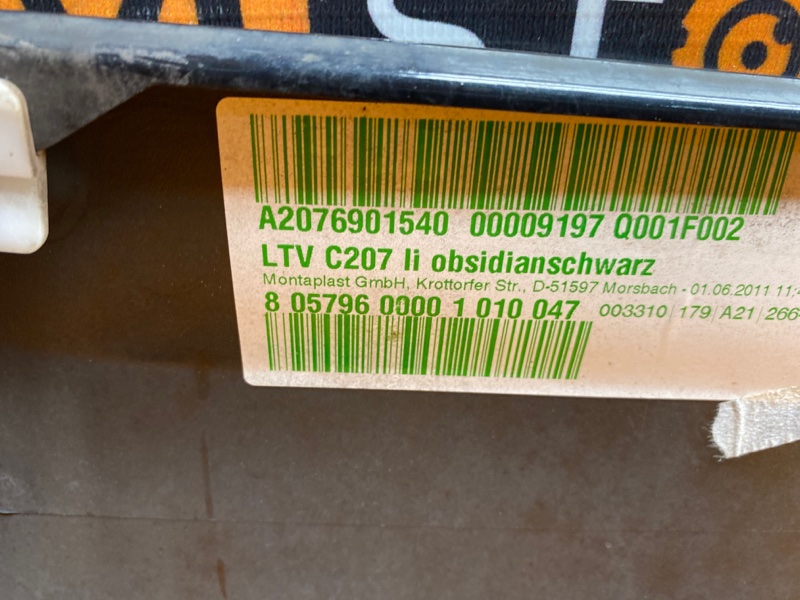 A2076901540 00009197 Q001F002
LTV C207 li obsidianschwarz
Montaplast GmbH, Krottorfer Str., D-51597 Morsbach - 01.06.2011
8 05796 0000 1 010 047 003310 179 A21